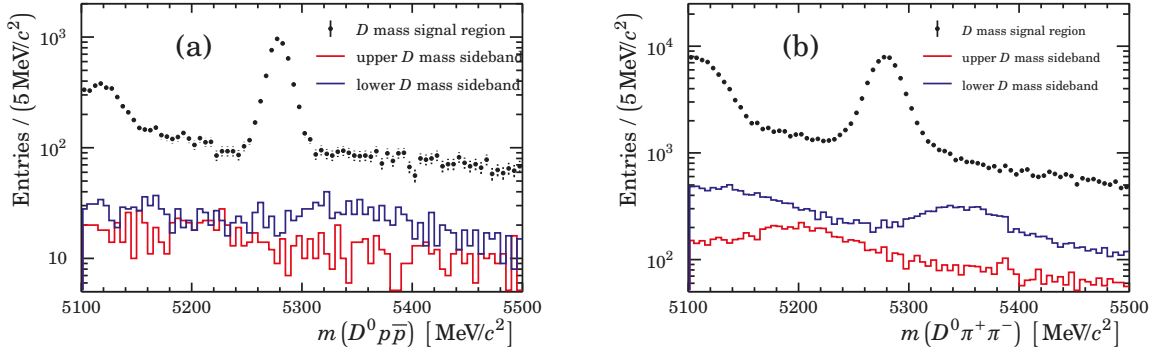 Entries / (5 MeV/c²)
10³
10²
10
(a)
D mass signal region
upper D mass sideband
lower D mass sideband
5100 5200 5300 5400 5500
m(D⁰pp̅) [MeV/c²]
Entries / (5 MeV/c²)
10⁴
10³
10²
(b)
D mass signal region
upper D mass sideband
lower D mass sideband
5100 5200 5300 5400 5500
m(D⁰π⁺π⁻) [MeV/c²]